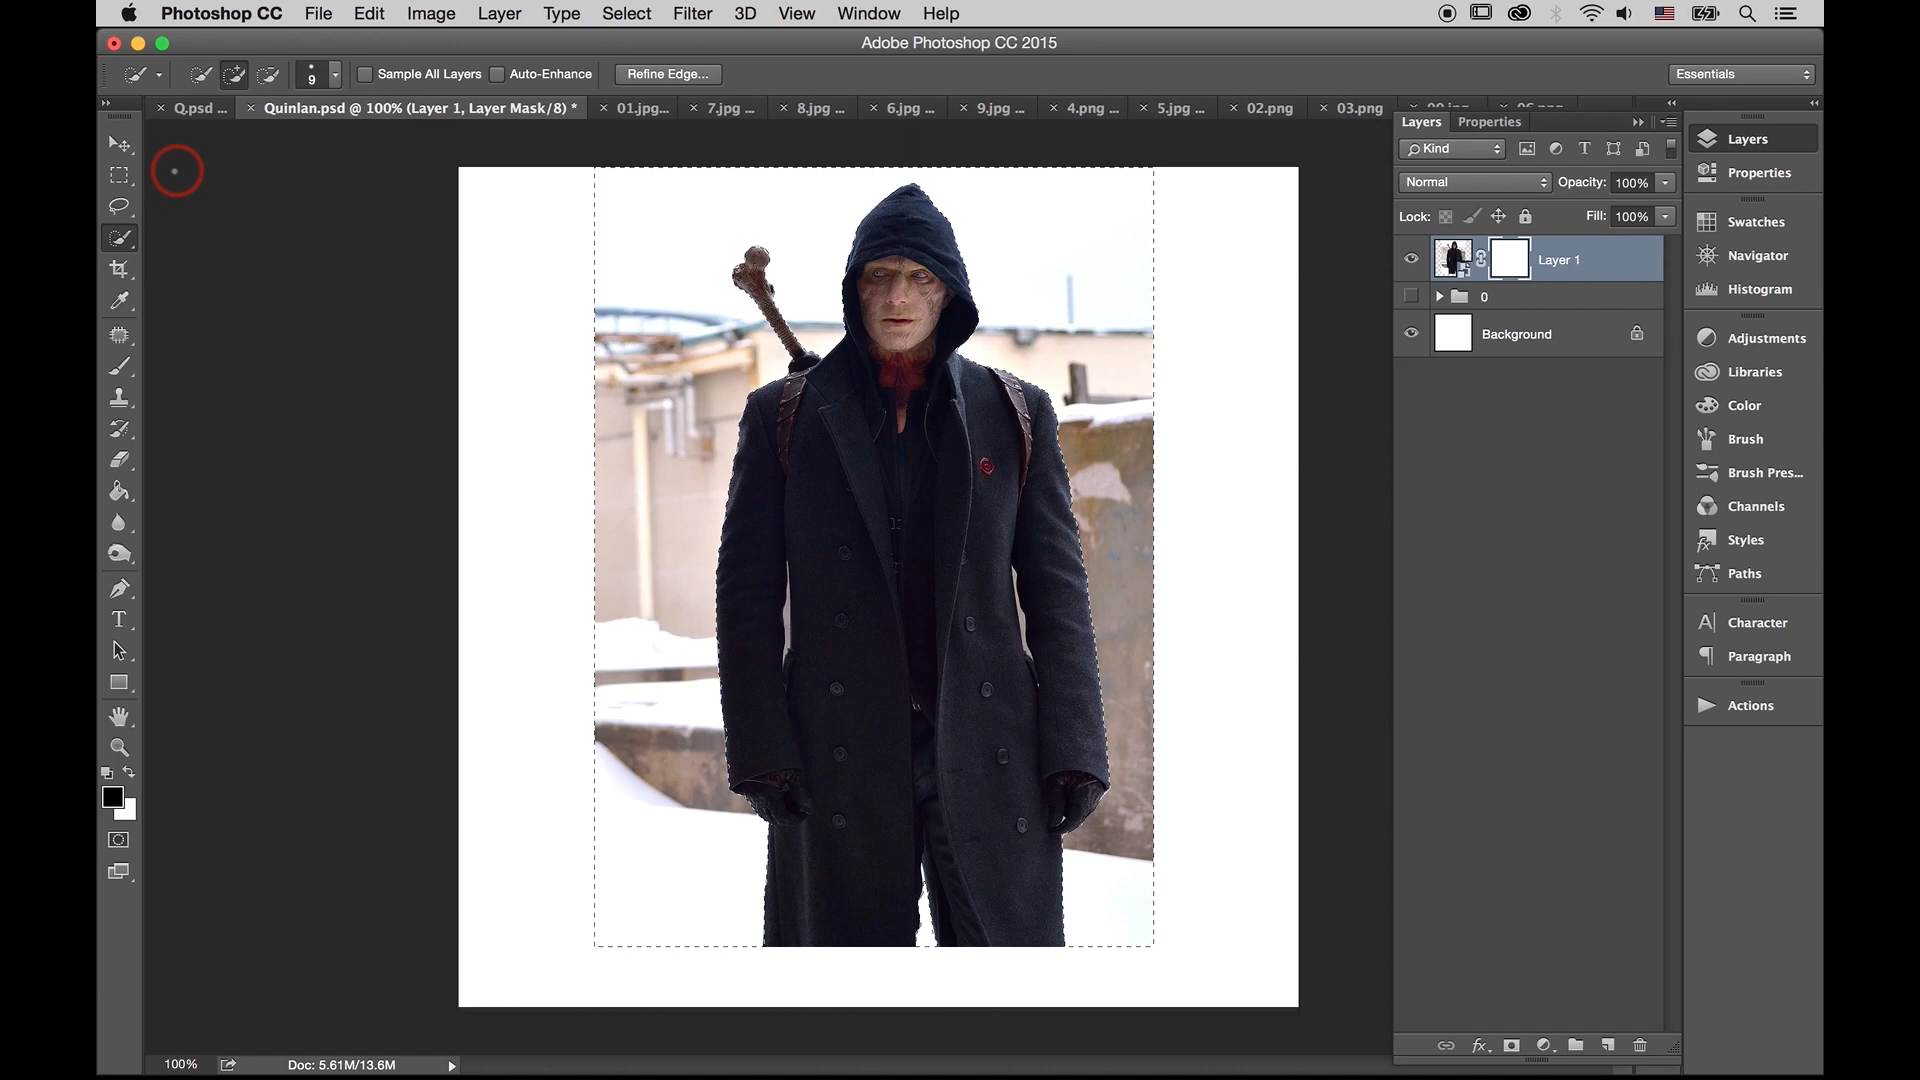 Photoshop CC File Edit Image Layer Type Select Filter 3D View Window Help
Adobe Photoshop CC 2015
9 Sample All Layers Auto-Enhance Refine Edge... Essentials
Q.psd ... Quinlan.psd @ 100% (Layer 1, Layer Mask/8) * 01.jpg... 7.jpg ... 8.jpg ... 6.jpg ... 9.jpg ... 4.png ... 5.jpg ... 02.png 03.png
Layers Properties
Kind
Normal Opacity: 100%
Lock: Fill: 100%
Layer 1
0
Background
Layers
Properties
Swatches
Navigator
Histogram
Adjustments
Libraries
Color
Brush
Brush Pres...
Channels
Styles
Paths
Character
Paragraph
Actions
100% Doc: 5.61M/13.6M